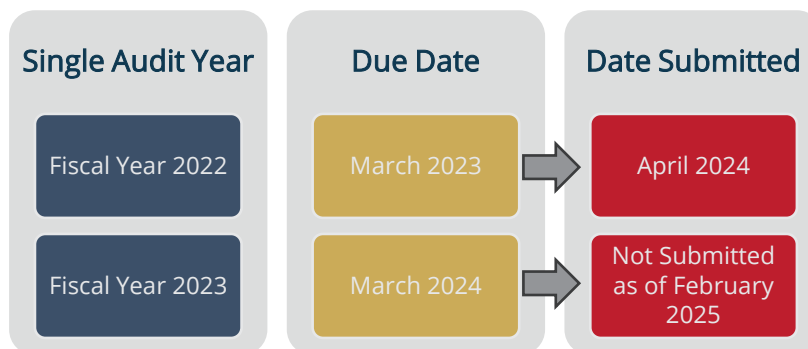 Single Audit Year
Due Date
Date Submitted
Fiscal Year 2022
March 2023
April 2024
Fiscal Year 2023
March 2024
Not Submitted
as of February
2025